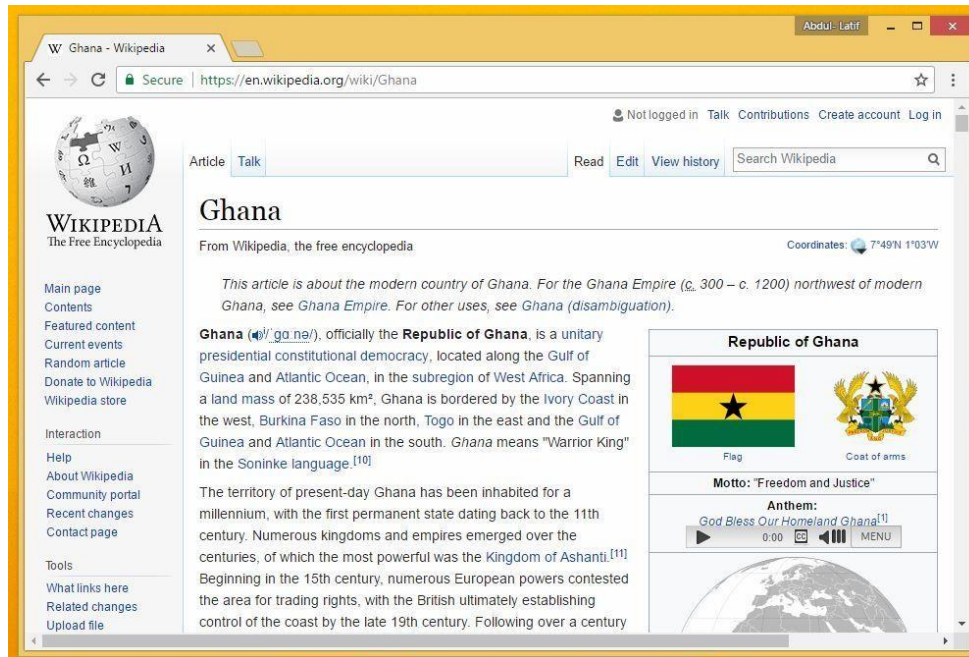 Abdul-Latif
Ghana - Wikipedia
Secure | https://en.wikipedia.org/wiki/Ghana
Not logged in Talk Contributions Create account Log in
Article Talk Read Edit View history Search Wikipedia
WIKIPEDIA
The Free Encyclopedia
Main page
Contents
Featured content
Current events
Random article
Donate to Wikipedia
Wikipedia store
Interaction
Help
About Wikipedia
Community portal
Recent changes
Contact page
Tools
What links here
Related changes
Upload file
Ghana
From Wikipedia, the free encyclopedia
Coordinates: 7°49'N 1°03'W
This article is about the modern country of Ghana. For the Ghana Empire (c. 300 – c. 1200) northwest of modern
Ghana, see Ghana Empire. For other uses, see Ghana (disambiguation).
Ghana (i/ˈɡɑːnə/), officially the Republic of Ghana, is a unitary
presidential constitutional democracy, located along the Gulf of
Guinea and Atlantic Ocean, in the subregion of West Africa. Spanning
a land mass of 238,535 km², Ghana is bordered by the Ivory Coast in
the west, Burkina Faso in the north, Togo in the east and the Gulf of
Guinea and Atlantic Ocean in the south. Ghana means "Warrior King"
in the Soninke language.[10]
The territory of present-day Ghana has been inhabited for a
millennium, with the first permanent state dating back to the 11th
century. Numerous kingdoms and empires emerged over the
centuries, of which the most powerful was the Kingdom of Ashanti.[11]
Beginning in the 15th century, numerous European powers contested
the area for trading rights, with the British ultimately establishing
control of the coast by the late 19th century. Following over a century
Republic of Ghana
Flag Coat of arms
Motto: "Freedom and Justice"
Anthem:
God Bless Our Homeland Ghana[1]
0:00 CC MENU